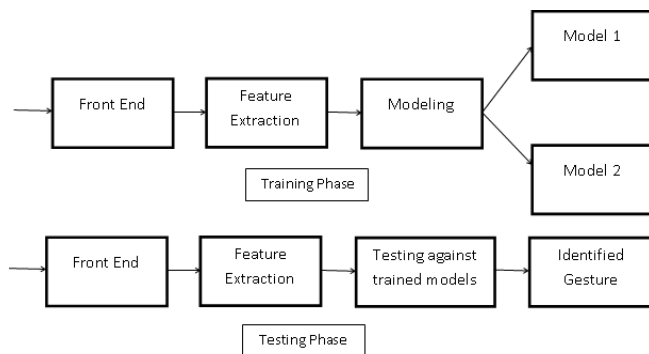 Model 1
Front End
Feature
Extraction
Modeling
Model 2
Training Phase
Front End
Feature
Extraction
Testing against
trained models
Identified
Gesture
Testing Phase